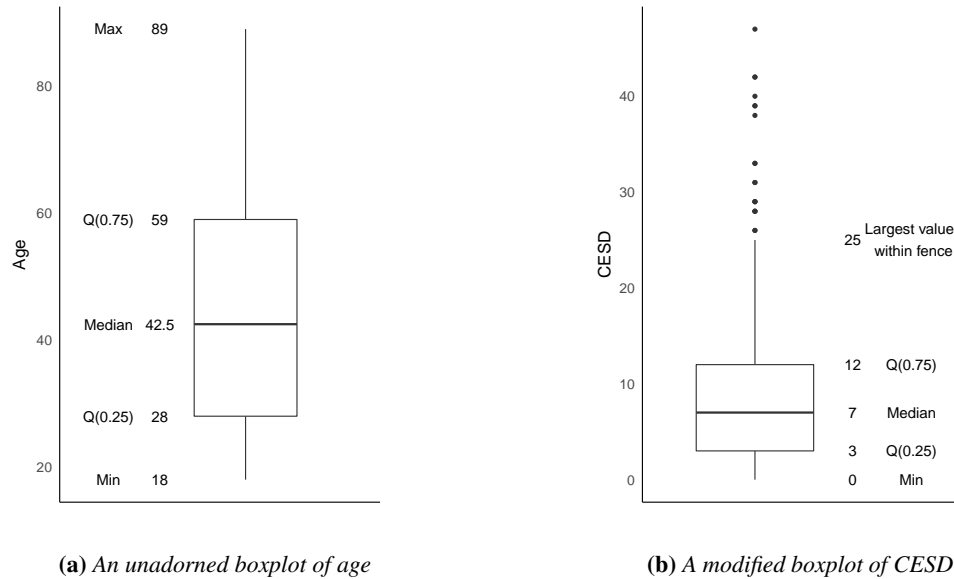 Max 89
80
Q(0.75) 59
60
Age
Median 42.5
40
Q(0.25) 28
20
Min 18
(a) An unadorned boxplot of age
40
30
CESD
25 Largest value
within fence
20
12 Q(0.75)
10
7 Median
3 Q(0.25)
0
0 Min
(b) A modified boxplot of CESD